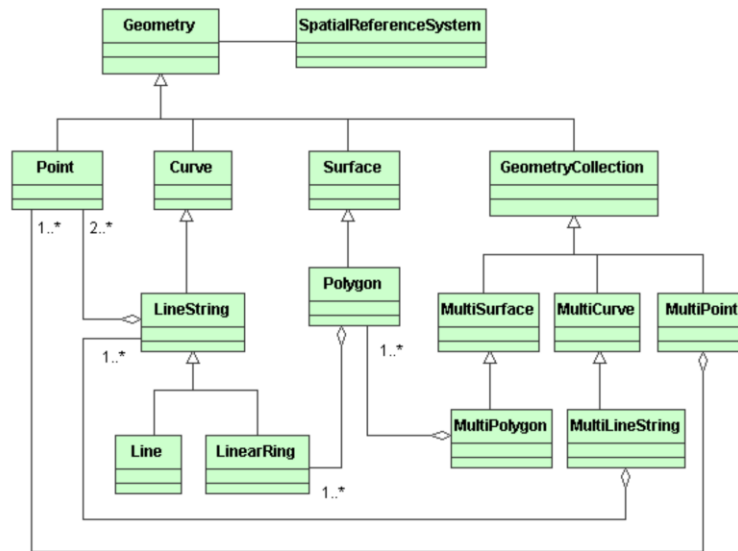 Geometry
SpatialReferenceSystem
Point
Curve
Surface
GeometryCollection
1..*
2..*
Polygon
LineString
MultiSurface
MultiCurve
MultiPoint
1..*
1..*
Line
LinearRing
MultiPolygon
MultiLineString
1..*